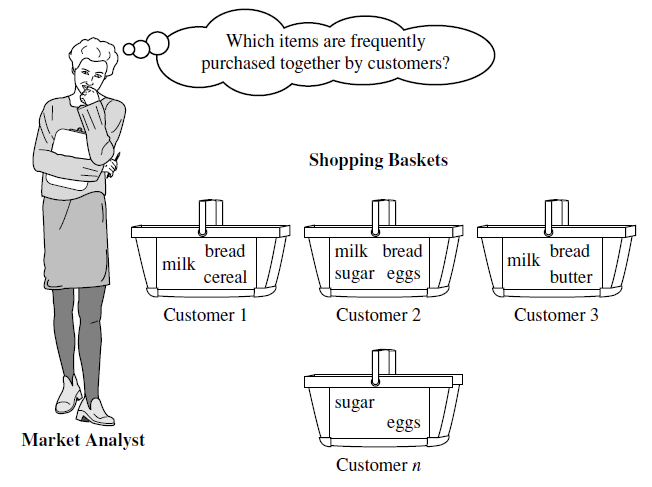 Which items are frequently
purchased together by customers?
Shopping Baskets
milk bread
cereal
Customer 1
milk bread
sugar eggs
Customer 2
milk bread
butter
Customer 3
sugar
eggs
Customer n
Market Analyst